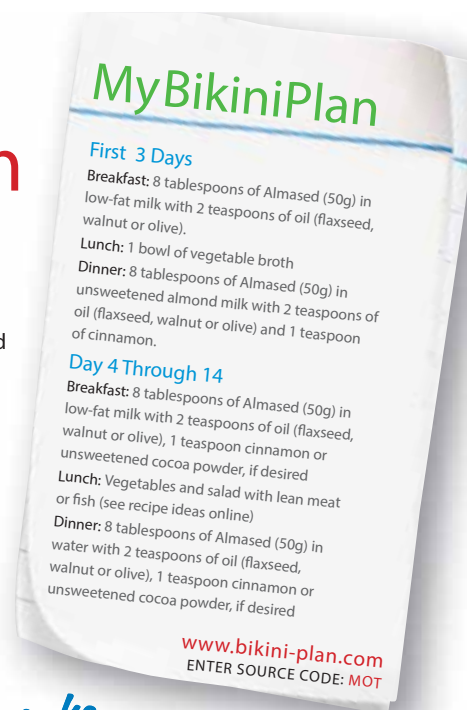 MyBikiniPlan
First 3 Days
Breakfast: 8 tablespoons of Almased (50g) in
low-fat milk with 2 teaspoons of oil (flaxseed,
walnut or olive).
Lunch: 1 bowl of vegetable broth
Dinner: 8 tablespoons of Almased (50g) in
unsweetened almond milk with 2 teaspoons of
oil (flaxseed, walnut or olive) and 1 teaspoon
of cinnamon.
Day 4 Through 14
Breakfast: 8 tablespoons of Almased (50g) in
low-fat milk with 2 teaspoons of oil (flaxseed,
walnut or olive), 1 teaspoon cinnamon or
unsweetened cocoa powder, if desired
Lunch: Vegetables and salad with lean meat
or fish (see recipe ideas online)
Dinner: 8 tablespoons of Almased (50g) in
water with 2 teaspoons of oil (flaxseed,
walnut or olive), 1 teaspoon cinnamon or
unsweetened cocoa powder, if desired
www.bikini-plan.com
ENTER SOURCE CODE: MOT